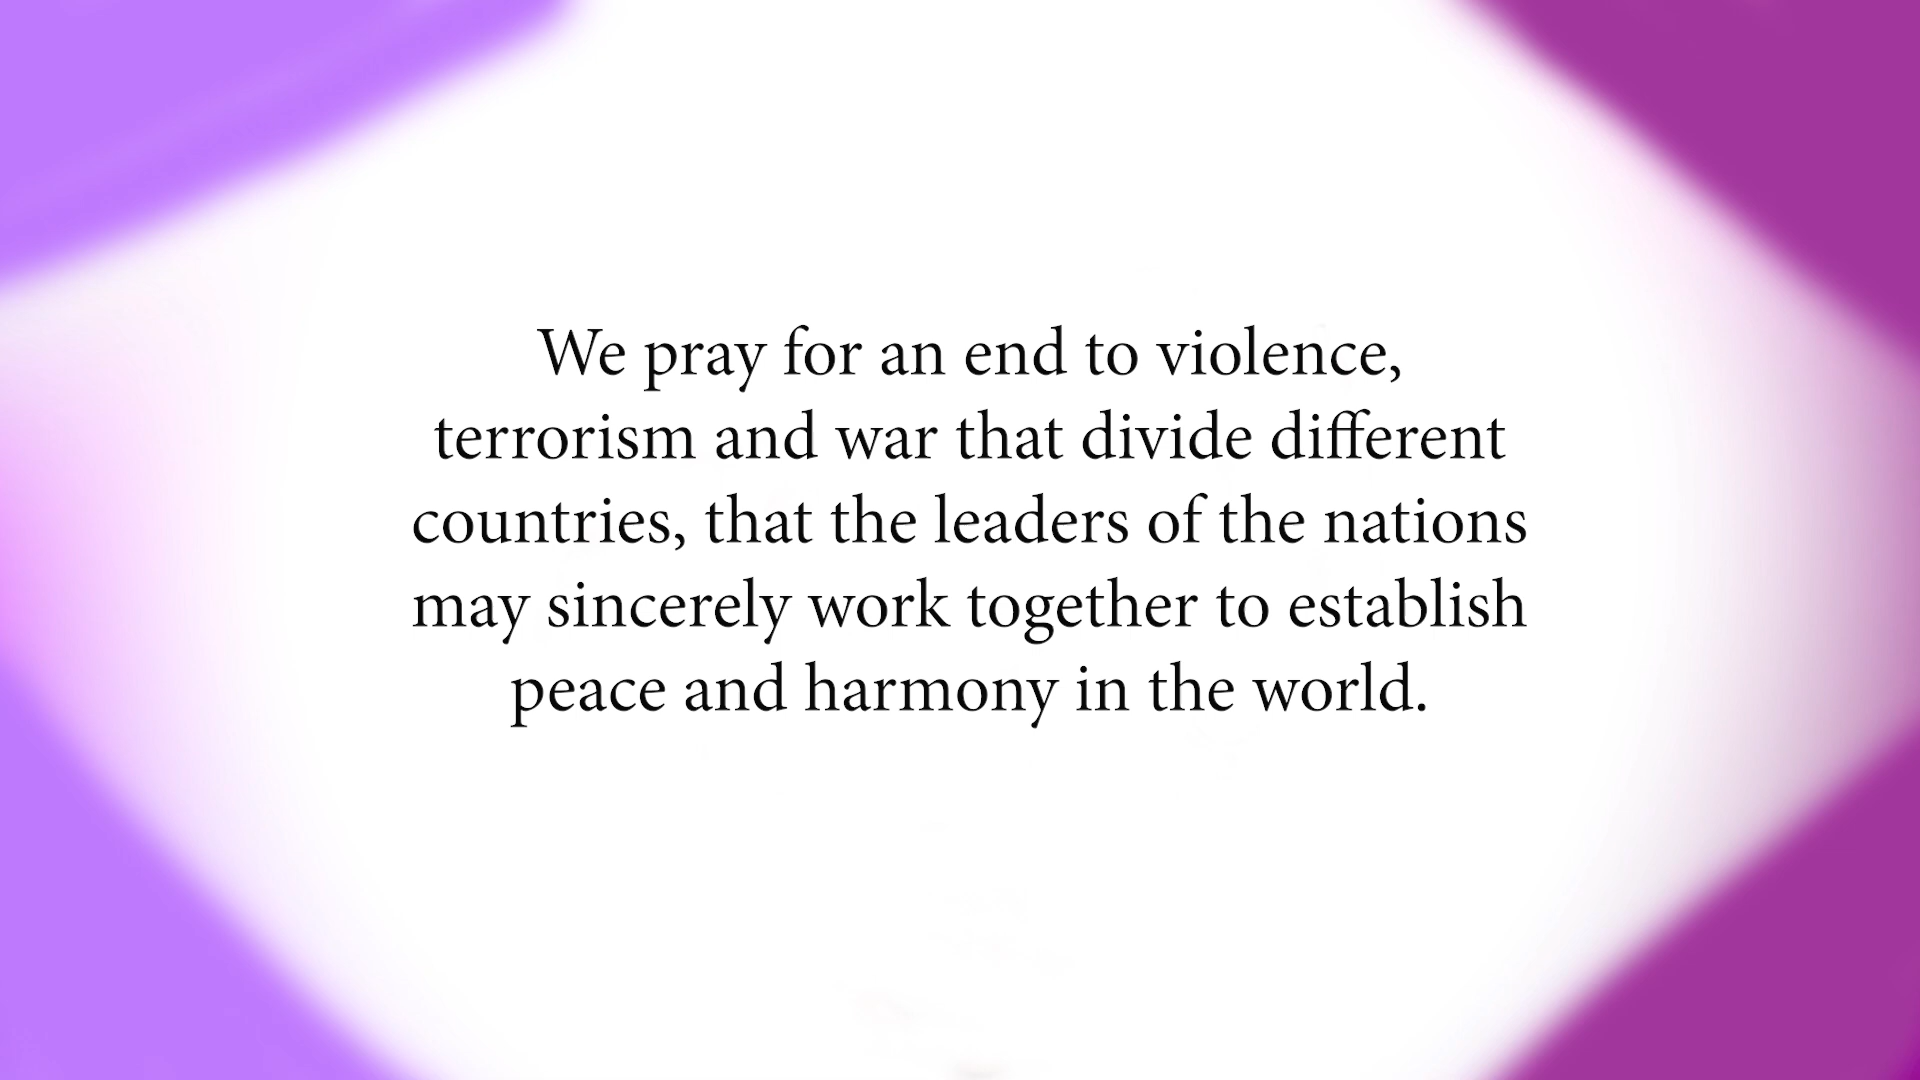 We pray for an end to violence,
terrorism and war that divide different
countries, that the leaders of the nations
may sincerely work together to establish
peace and harmony in the world.